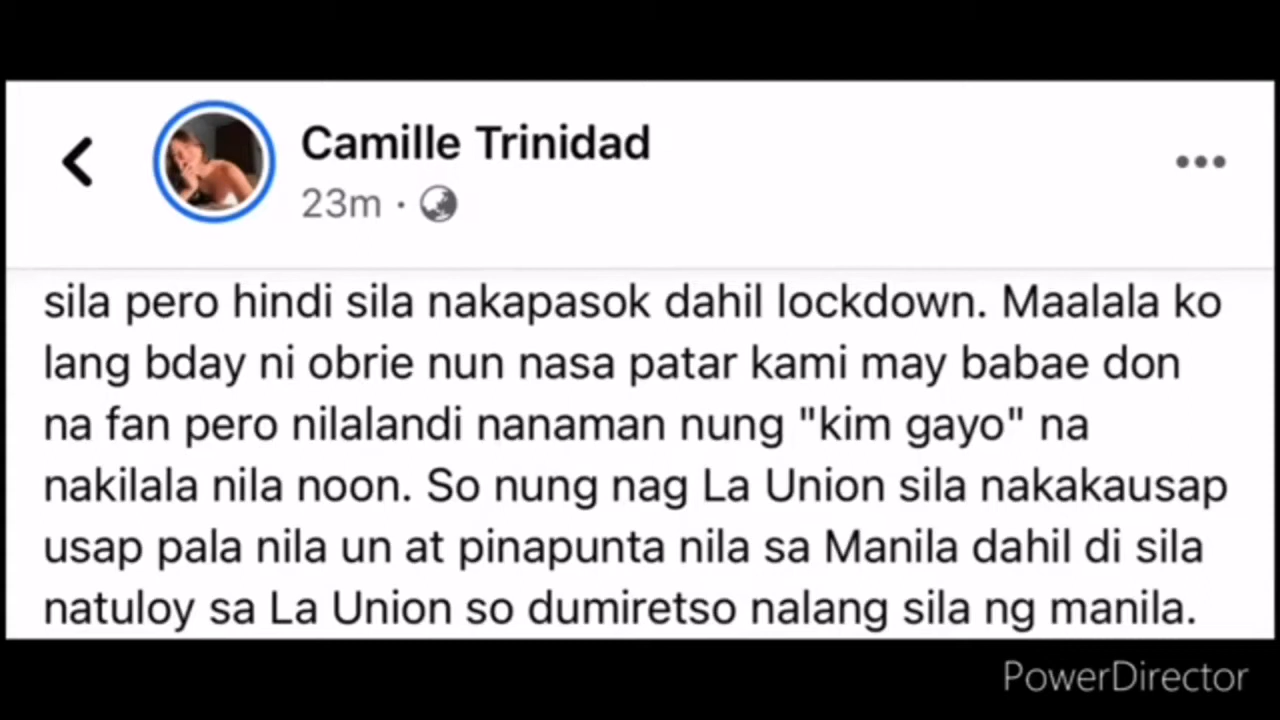 Camille Trinidad
23m ·
sila pero hindi sila nakapasok dahil lockdown. Maalala ko
lang bday ni obrie nun nasa patar kami may babae don
na fan pero nilalandi nanaman nung "kim gayo" na
nakilala nila noon. So nung nag La Union sila nakakausap
usap pala nila un at pinapunta nila sa Manila dahil di sila
natuloy sa La Union so dumiretso nalang sila ng manila.
PowerDirector